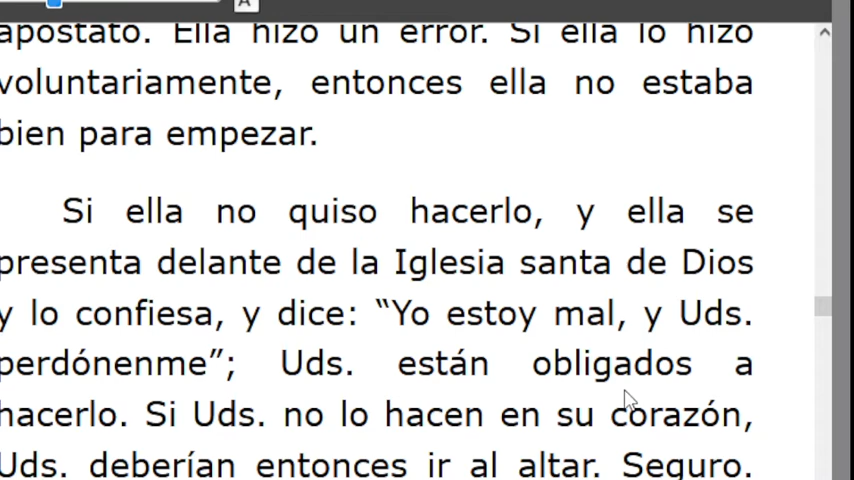 A
apóstato. Ella hizo un error. Si ella lo hizo
voluntariamente, entonces ella no estaba
bien para empezar.
Si ella no quiso hacerlo, y ella se
presenta delante de la Iglesia santa de Dios
y lo confiesa, y dice: “Yo estoy mal, y Uds.
perdónenme”; Uds. están obligados a
hacerlo. Si Uds. no lo hacen en su corazón,
Uds. deberían entonces ir al altar. Seguro.